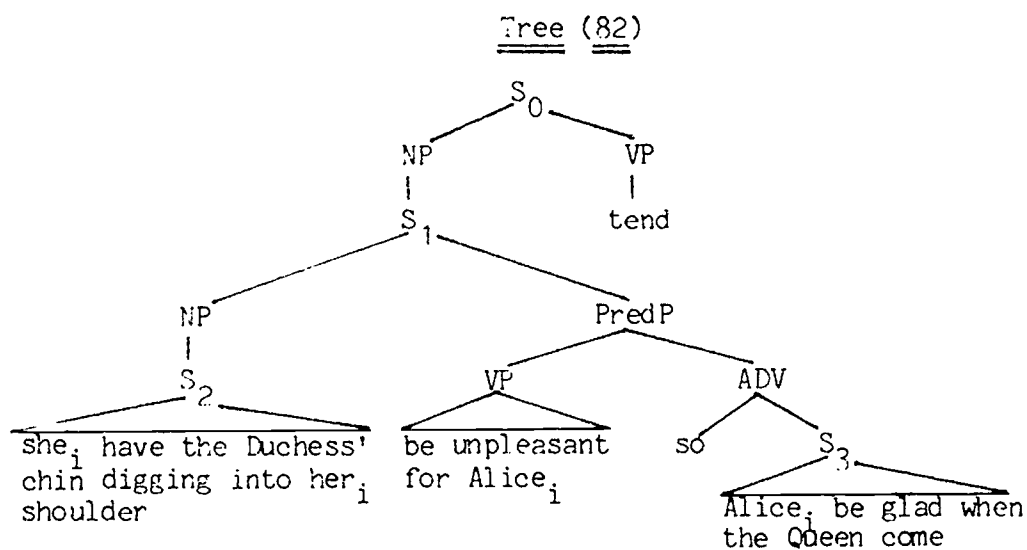 Tree (82)
S0
NP VP
S1 tend
NP PredP
S2 VP ADV
she_i have the Duchess' be unpleasant so S3
chin digging into her_i for Alice_i
shoulder Alice_i be glad when
the Queen come